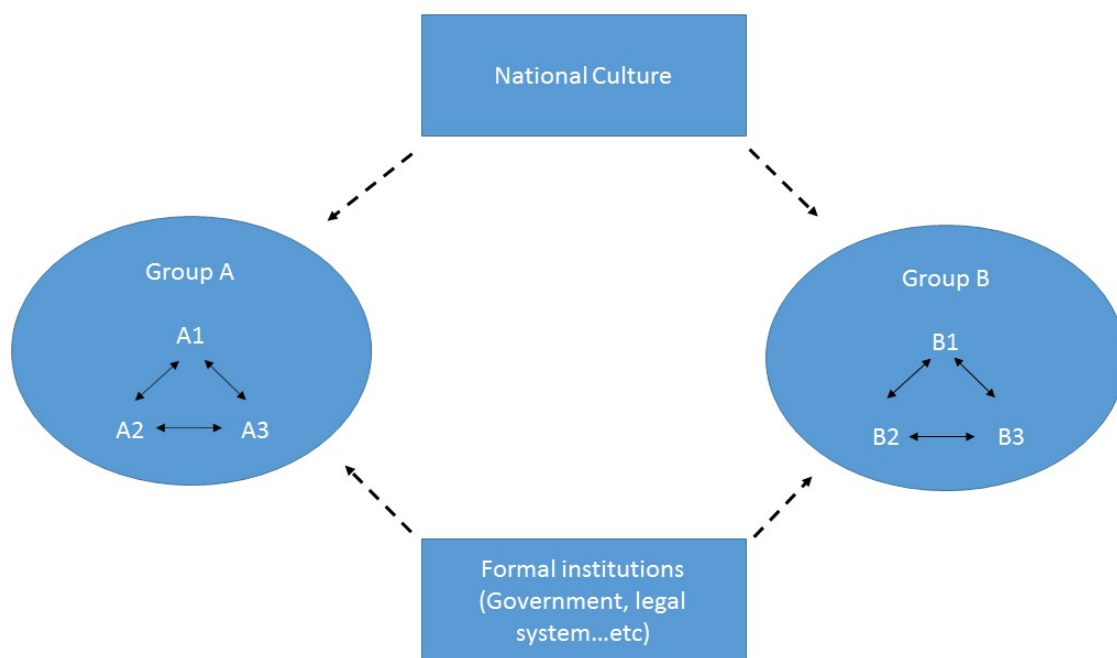 National Culture
Group A
A1
A2
A3
Group B
B1
B2
B3
Formal institutions
(Government, legal
system...etc)